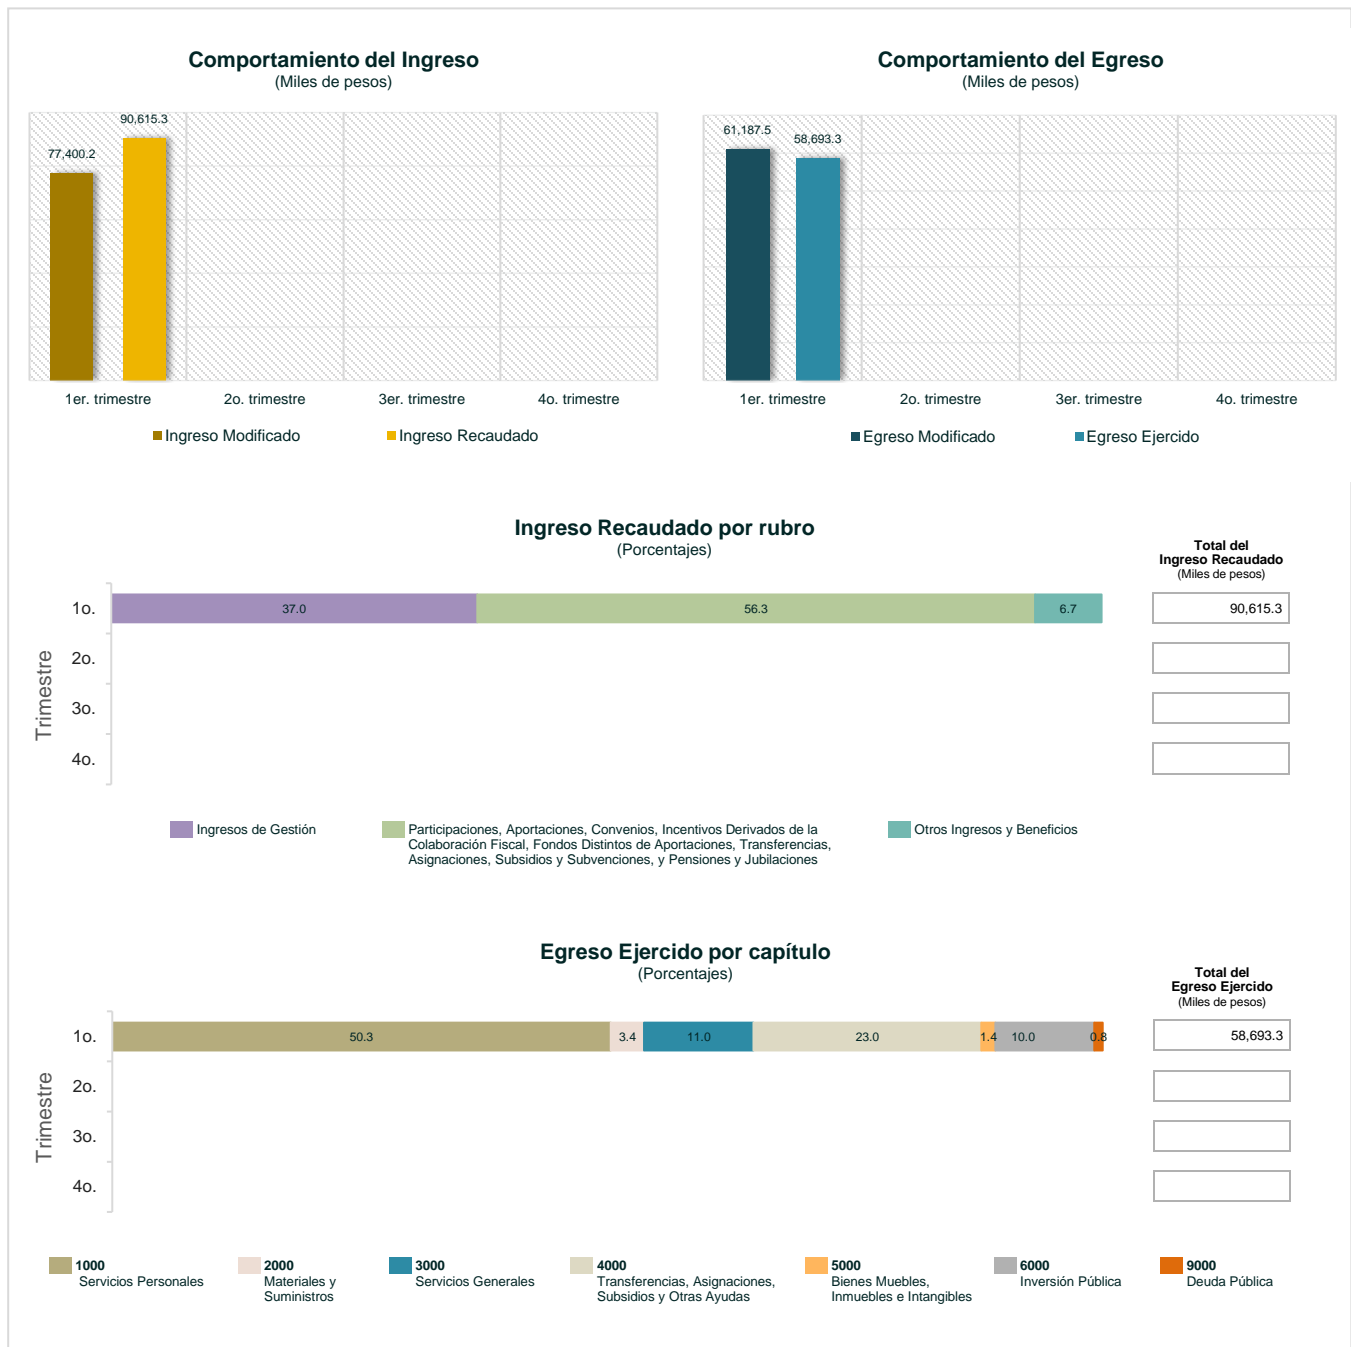 Comportamiento del Ingreso
(Miles de pesos)
90,615.3
77,400.2
1er. trimestre
2o. trimestre
3er. trimestre
4o. trimestre
Ingreso Modificado
Ingreso Recaudado
Comportamiento del Egreso
(Miles de pesos)
61,187.5
58,693.3
1er. trimestre
2o. trimestre
3er. trimestre
4o. trimestre
Egreso Modificado
Egreso Ejercido
Ingreso Recaudado por rubro
(Porcentajes)
Total del
Ingreso Recaudado
(Miles de pesos)
Trimestre
1o.
37.0
56.3
6.7
90,615.3
2o.
3o.
4o.
Ingresos de Gestión
Participaciones, Aportaciones, Convenios, Incentivos Derivados de la
Colaboración Fiscal, Fondos Distintos de Aportaciones, Transferencias,
Asignaciones, Subsidios y Subvenciones, y Pensiones y Jubilaciones
Otros Ingresos y Beneficios
Egreso Ejercido por capítulo
(Porcentajes)
Total del
Egreso Ejercido
(Miles de pesos)
Trimestre
1o.
50.3
3.4
11.0
23.0
1.4
10.0
0.8
58,693.3
2o.
3o.
4o.
1000
Servicios Personales
2000
Materiales y
Suministros
3000
Servicios Generales
4000
Transferencias, Asignaciones,
Subsidios y Otras Ayudas
5000
Bienes Muebles,
Inmuebles e Intangibles
6000
Inversión Pública
9000
Deuda Pública